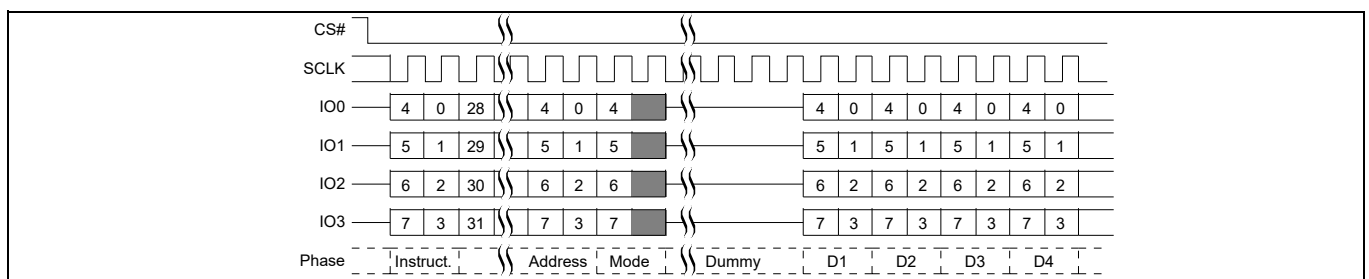 CS#
SCLK
IO0 4 0 28 4 0 4 4 0 4 0 4 0 4 0
IO1 5 1 29 5 1 5 5 1 5 1 5 1 5 1
IO2 6 2 30 6 2 6 6 2 6 2 6 2 6 2
IO3 7 3 31 7 3 7 7 3 7 3 7 3 7 3
Phase Instruct. Address Mode Dummy D1 D2 D3 D4